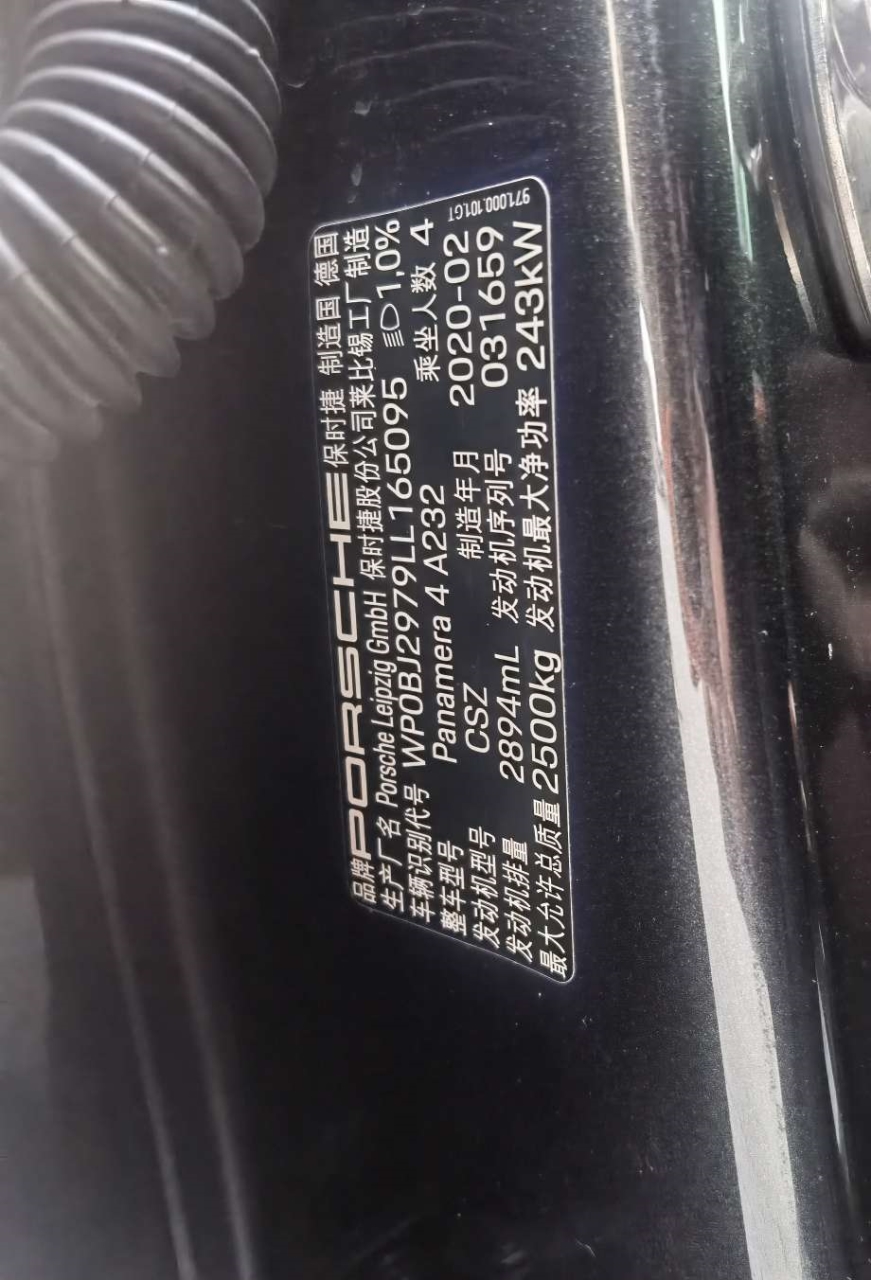 品牌 PORSCHE 保时捷 制造国 德国
生产厂名 Porsche Leipzig GmbH 保时捷股份公司莱比锡工厂制造
车辆识别代号 WP0BJ2979LL165095 1,0%
整车型号 Panamera 4 A232 乘坐人数 4
发动机型号 CSZ 制造年月 2020-02
发动机排量 2894mL 发动机序列号 031659
最大允许总质量 2500kg 发动机最大净功率 243kW
971.000.101.GT